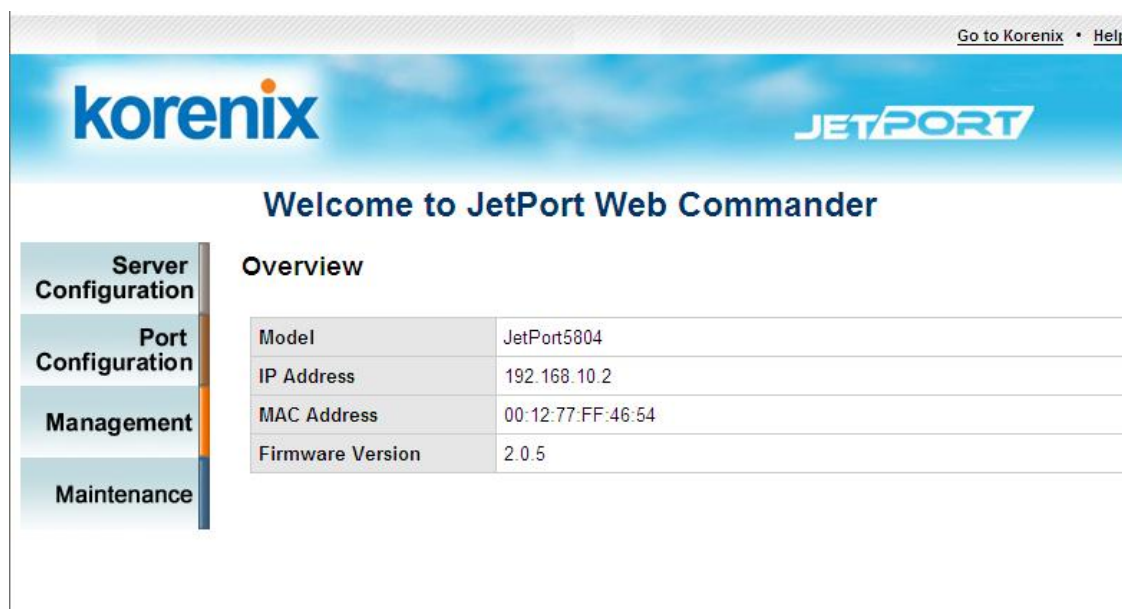 Go to Korenix • Help
korenix
JETPORT
Welcome to JetPort Web Commander
Server
Configuration
Port
Configuration
Management
Maintenance
Overview
Model JetPort5804
IP Address 192.168.10.2
MAC Address 00:12:77:FF:46:54
Firmware Version 2.0.5